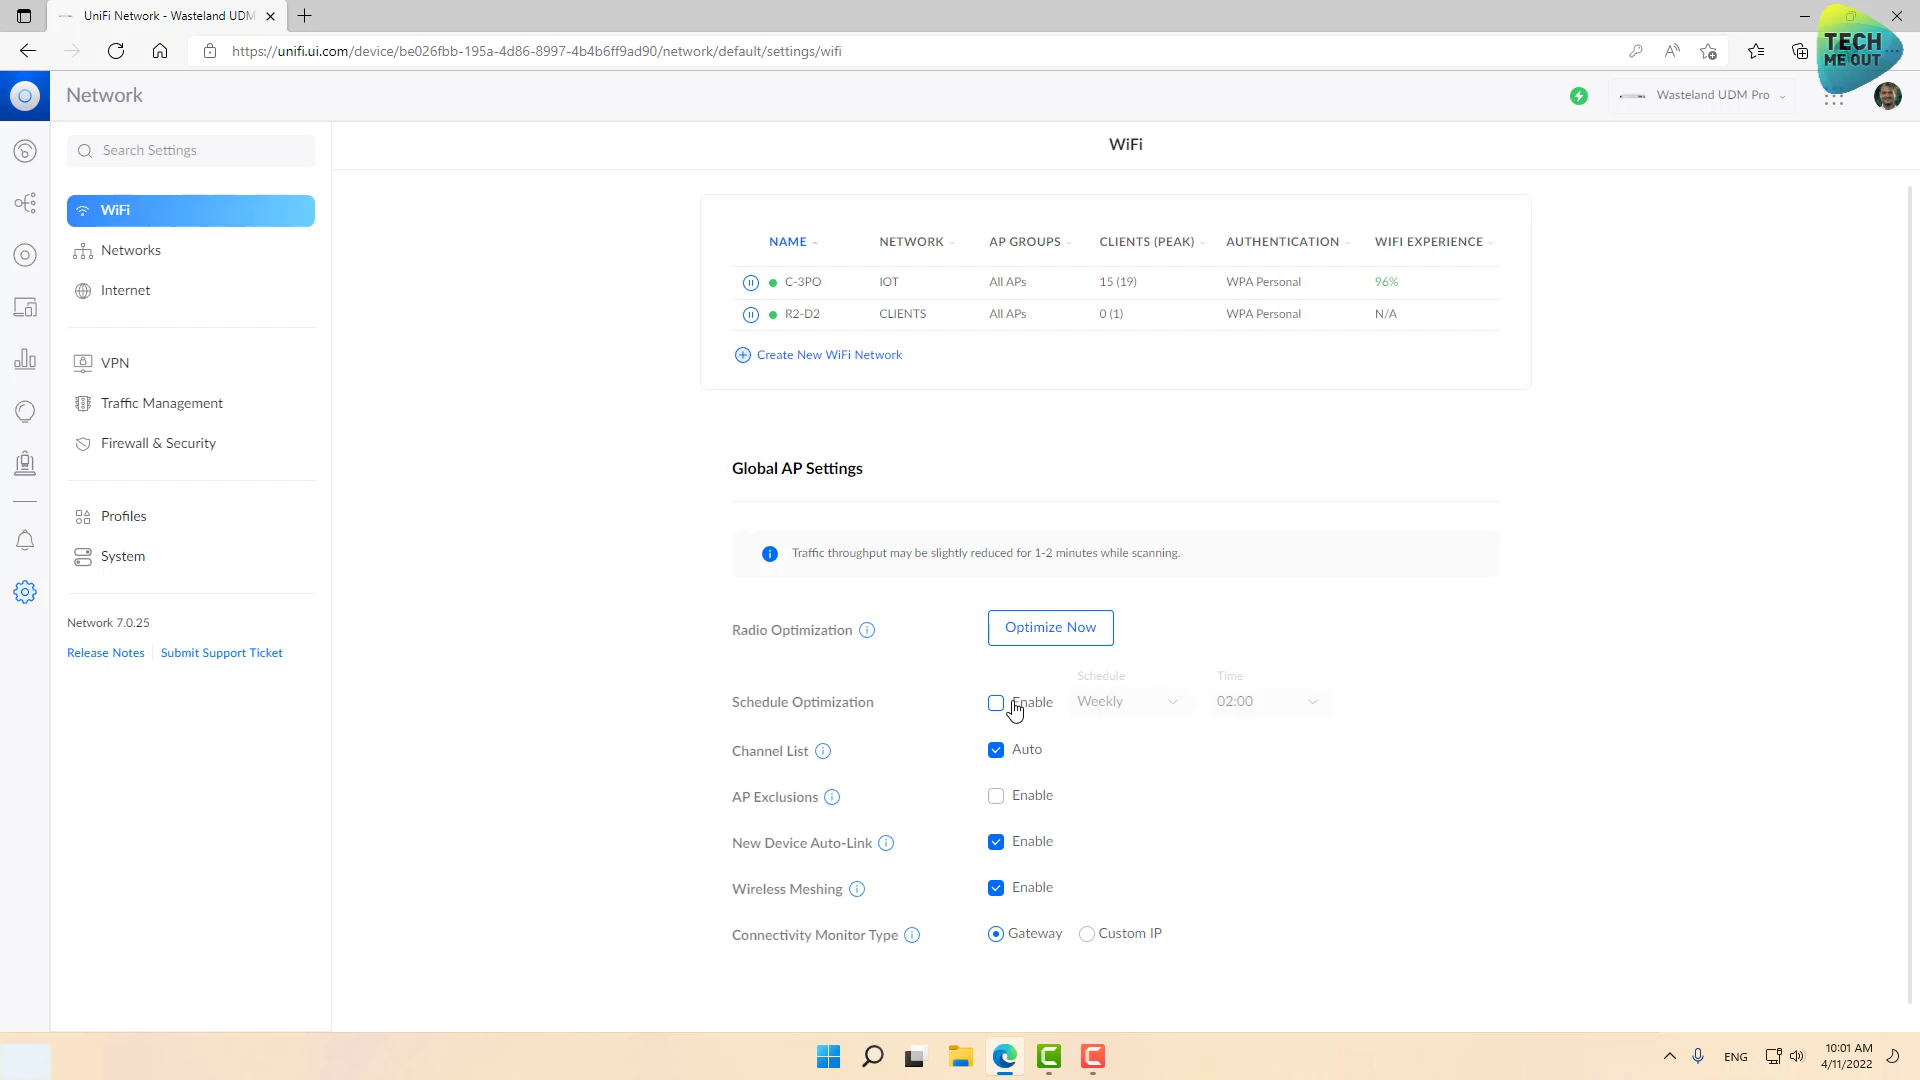 UniFi Network - Wasteland UDM
https://unifi.ui.com/device/be026fbb-195a-4d86-8997-4b4b6ff9ad90/network/default/settings/wifi
TECH
ME OUT
Network
Wasteland UDM Pro
Search Settings
WiFi
WiFi
Networks
Internet
VPN
Traffic Management
Firewall & Security
Profiles
System
Network 7.0.25
Release Notes
Submit Support Ticket
NAME NETWORK AP GROUPS CLIENTS (PEAK) AUTHENTICATION WIFI EXPERIENCE
C-3PO IOT All APs 15 (19) WPA Personal 96%
R2-D2 CLIENTS All APs 0 (1) WPA Personal N/A
Create New WiFi Network
Global AP Settings
Traffic throughput may be slightly reduced for 1-2 minutes while scanning.
Radio Optimization Optimize Now
Schedule Time
Schedule Optimization Enable Weekly 02:00
Channel List Auto
AP Exclusions Enable
New Device Auto-Link Enable
Wireless Meshing Enable
Connectivity Monitor Type Gateway Custom IP
ENG
10:01 AM
4/11/2022